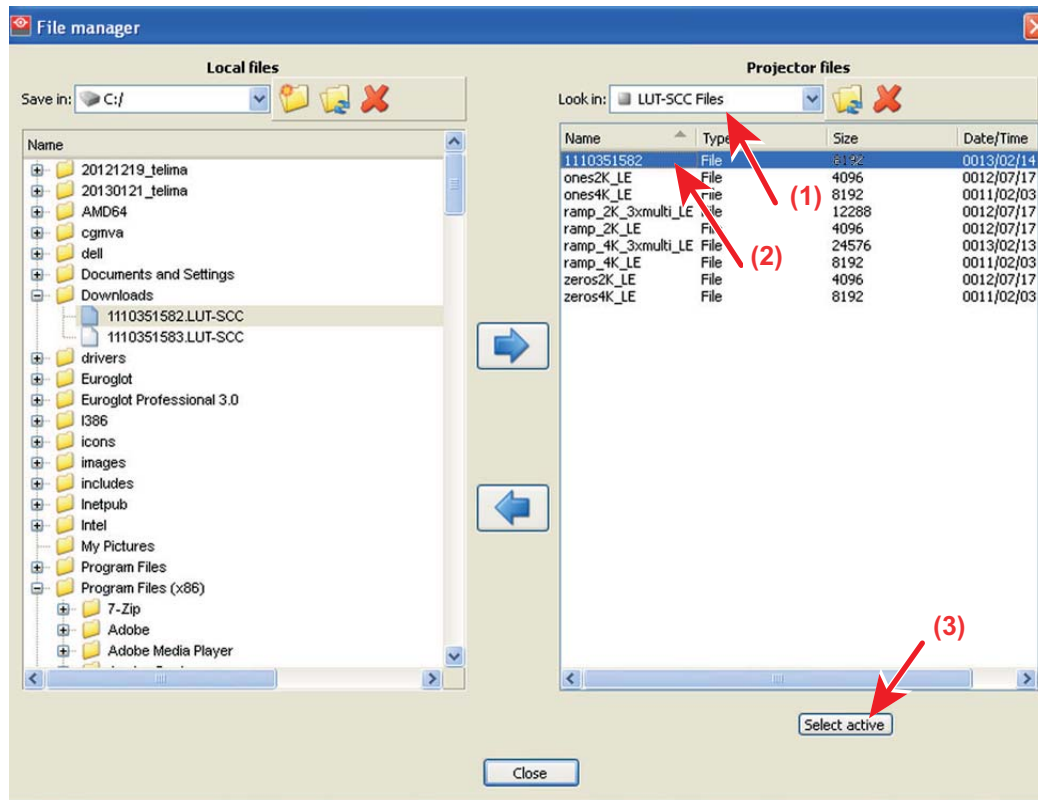 File manager
Local files
Save in: C:/
Name
20121219_telima
20130121_telima
AMD64
cgmva
dell
Documents and Settings
Downloads
1110351582.LUT-SCC
1110351583.LUT-SCC
drivers
Euroglot
Euroglot Professional 3.0
I386
icons
images
includes
Inetpub
Intel
My Pictures
Program Files
Program Files (x86)
7-Zip
Adobe
Adobe Media Player
Projector files
Look in: LUT-SCC Files
Name Type Size Date/Time
1110351582 File 8192 0013/02/14
ones2K_LE File 4096 0012/07/17
ones4K_LE File 8192 0011/02/03
ramp_2K_3xmulti_LE File 12288 0012/07/17
ramp_2K_LE File 4096 0012/07/17
ramp_4K_3xmulti_LE File 24576 0013/02/13
ramp_4K_LE File 8192 0011/02/03
zeros2K_LE File 4096 0012/07/17
zeros4K_LE File 8192 0011/02/03
(1)
(2)
(3)
Select active
Close